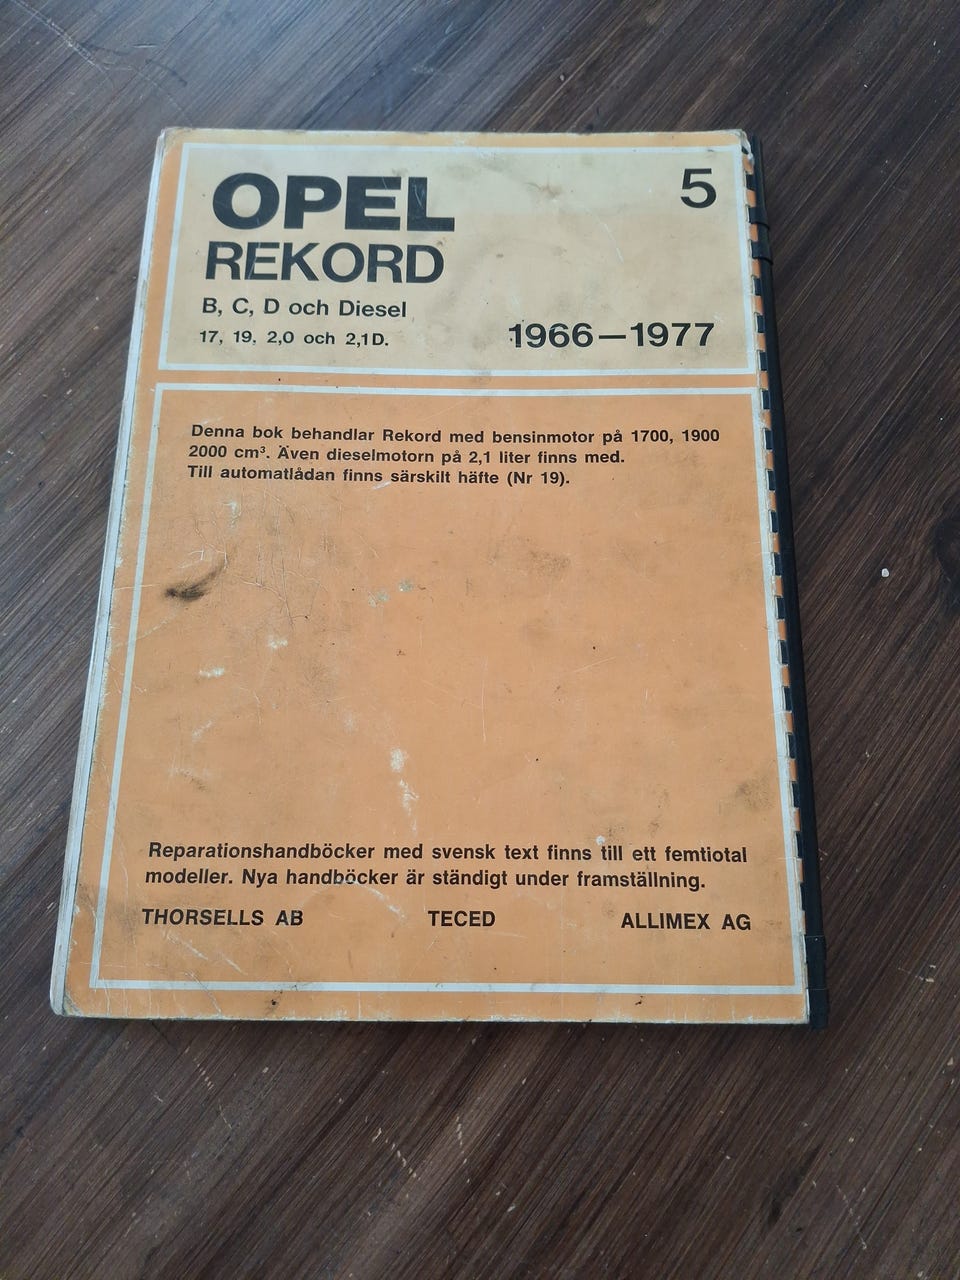 OPEL
5
REKORD
B, C, D och Diesel
17, 19, 2,0 och 2,1D.
1966—1977
Denna bok behandlar Rekord med bensinmotor på 1700, 1900
2000 cm³. Även dieselmotorn på 2,1 liter finns med.
Till automatlådan finns särskilt häfte (Nr 19).
Reparationshandböcker med svensk text finns till ett femtiotal
modeller. Nya handböcker är ständigt under framställning.
THORSELLS AB TECED ALLIMEX AG